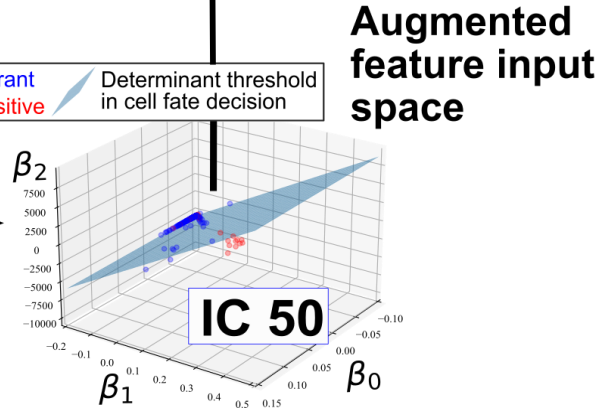 Augmented
feature input
space
rant
sitive
Determinant threshold
in cell fate decision
β2
7500
5000
2500
0
−2500
−5000
−7500
−10000
IC 50
−0.2
−0.1
0.0
0.1
0.2
0.3
0.4
0.5
β1
0.15
0.10
0.05
0.00
−0.05
−0.10
β0